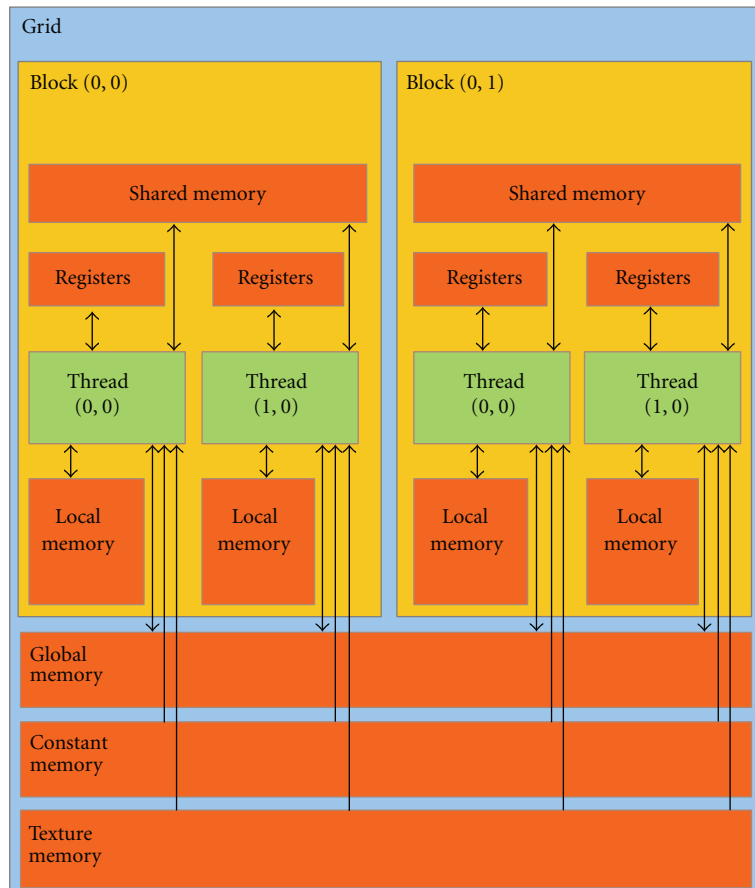 Grid
Block (0, 0)
Block (0, 1)
Shared memory
Shared memory
Registers
Registers
Registers
Registers
Thread
(0, 0)
Thread
(1, 0)
Thread
(0, 0)
Thread
(1, 0)
Local
memory
Local
memory
Local
memory
Local
memory
Global
memory
Constant
memory
Texture
memory